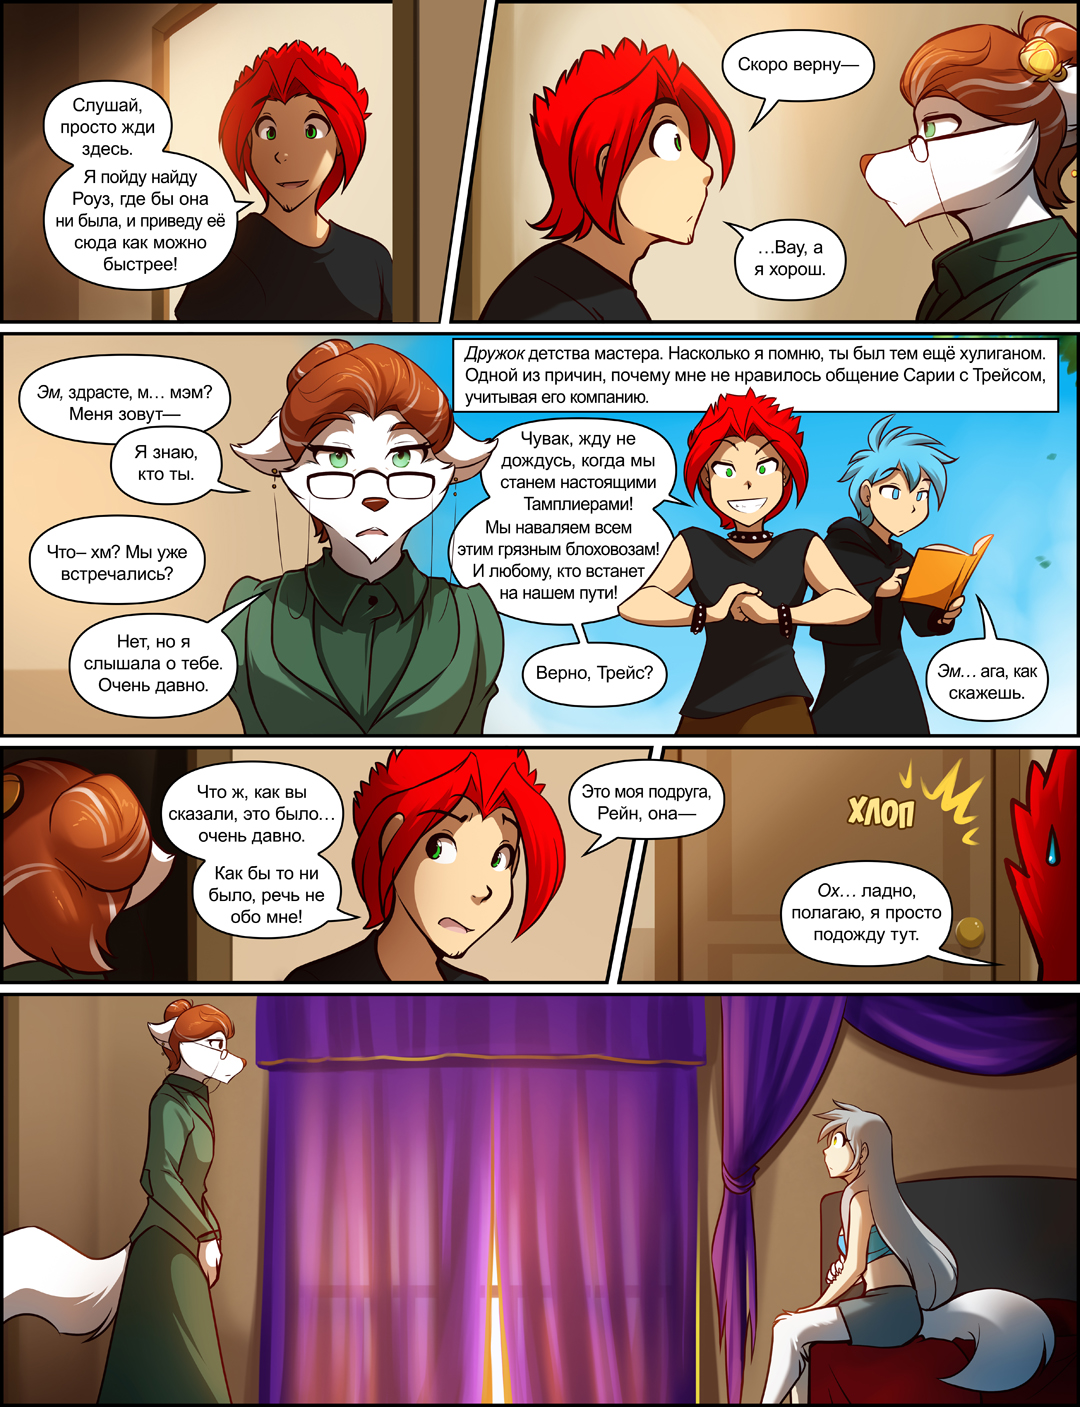 Слушай,
просто жди
здесь.
Я пойду найду
Роуз, где бы она
ни была, и приведу её
сюда как можно
быстрее!
Скоро верну—
...Вау, а
я хорош.
Эм, здрасте, м... мэм?
Меня зовут—
Я знаю,
кто ты.
Что– хм? Мы уже
встречались?
Нет, но я
слышала о тебе.
Очень давно.
Дружок детства мастера. Насколько я помню, ты был тем ещё хулиганом.
Одной из причин, почему мне не нравилось общение Сарии с Трейсом,
учитывая его компанию.
Чувак, жду не
дождусь, когда мы
станем настоящими
Тамплиерами!
Мы наваляем всем
этим грязным блоховозам!
И любому, кто встанет
на нашем пути!
Верно, Трейс?
Эм... ага, как
скажешь.
Что ж, как вы
сказали, это было...
очень давно.
Как бы то ни
было, речь не
обо мне!
Это моя подруга,
Рейн, она—
ХЛОП
Ох... ладно,
полагаю, я просто
подожду тут.